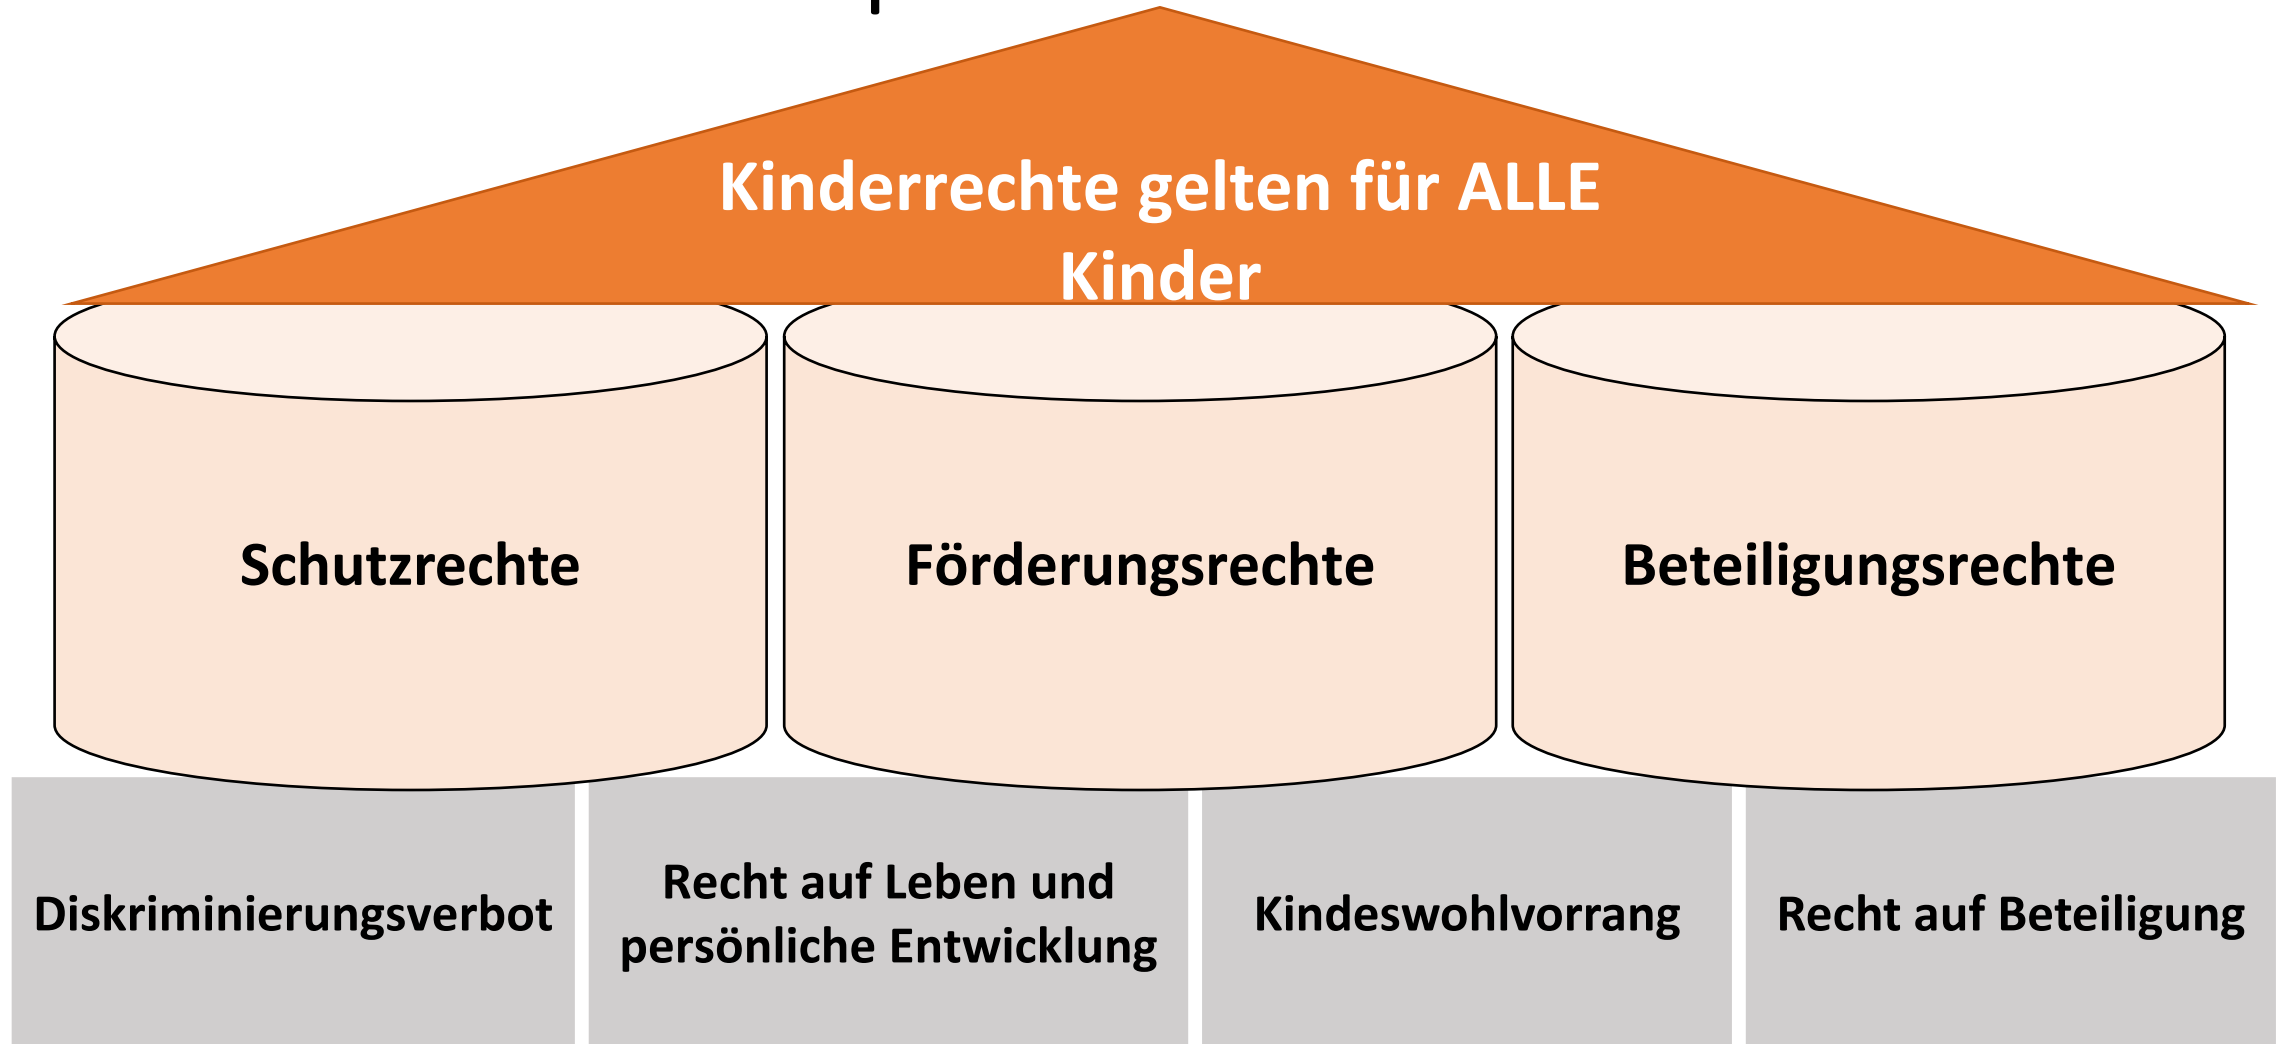 Kinderrechte gelten für ALLE
Kinder
Schutzrechte
Förderungsrechte
Beteiligungsrechte
Diskriminierungsverbot
Recht auf Leben und
persönliche Entwicklung
Kindeswohlvorrang
Recht auf Beteiligung